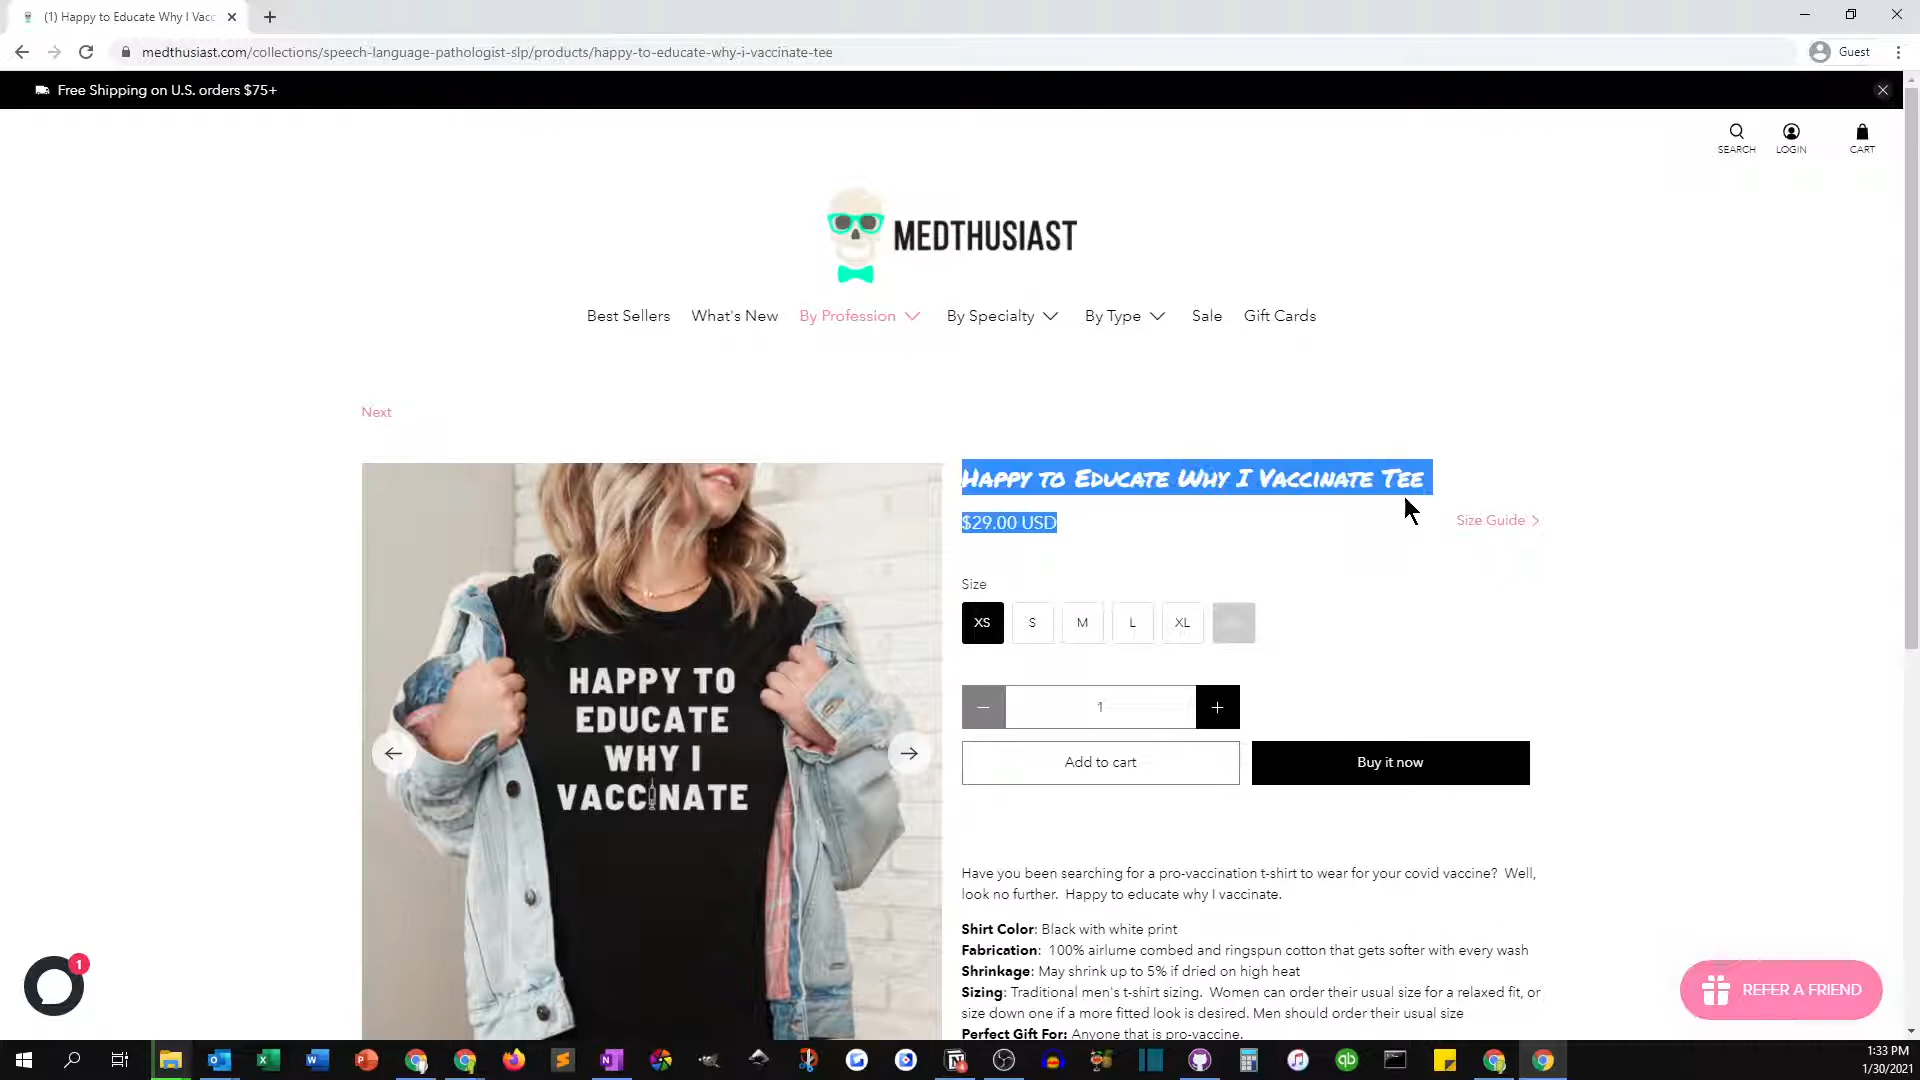 (1) Happy to Educate Why I Vacc
Guest
medthusiast.com/collections/speech-language-pathologist-slp/products/happy-to-educate-why-i-vaccinate-tee
Free Shipping on U.S. orders $75+
SEARCH
LOGIN
CART
MEDTHUSIAST
Best Sellers
What's New
By Profession
By Specialty
By Type
Sale
Gift Cards
Next
Happy to Educate Why I Vaccinate Tee
$29.00 USD
Size Guide
Size
XS
S
M
L
XL
1
Add to cart
Buy it now
HAPPY TO
EDUCATE
WHY I
VACCINATE
Have you been searching for a pro-vaccination t-shirt to wear for your covid vaccine? Well,
look no further. Happy to educate why I vaccinate.
Shirt Color: Black with white print
Fabrication: 100% airlume combed and ringspun cotton that gets softer with every wash
Shrinkage: May shrink up to 5% if dried on high heat
Sizing: Traditional men's t-shirt sizing. Women can order their usual size for a relaxed fit, or
size down one if a more fitted look is desired. Men should order their usual size
Perfect Gift For: Anyone that is pro-vaccine.
1
REFER A FRIEND
1:33 PM
1/30/2021